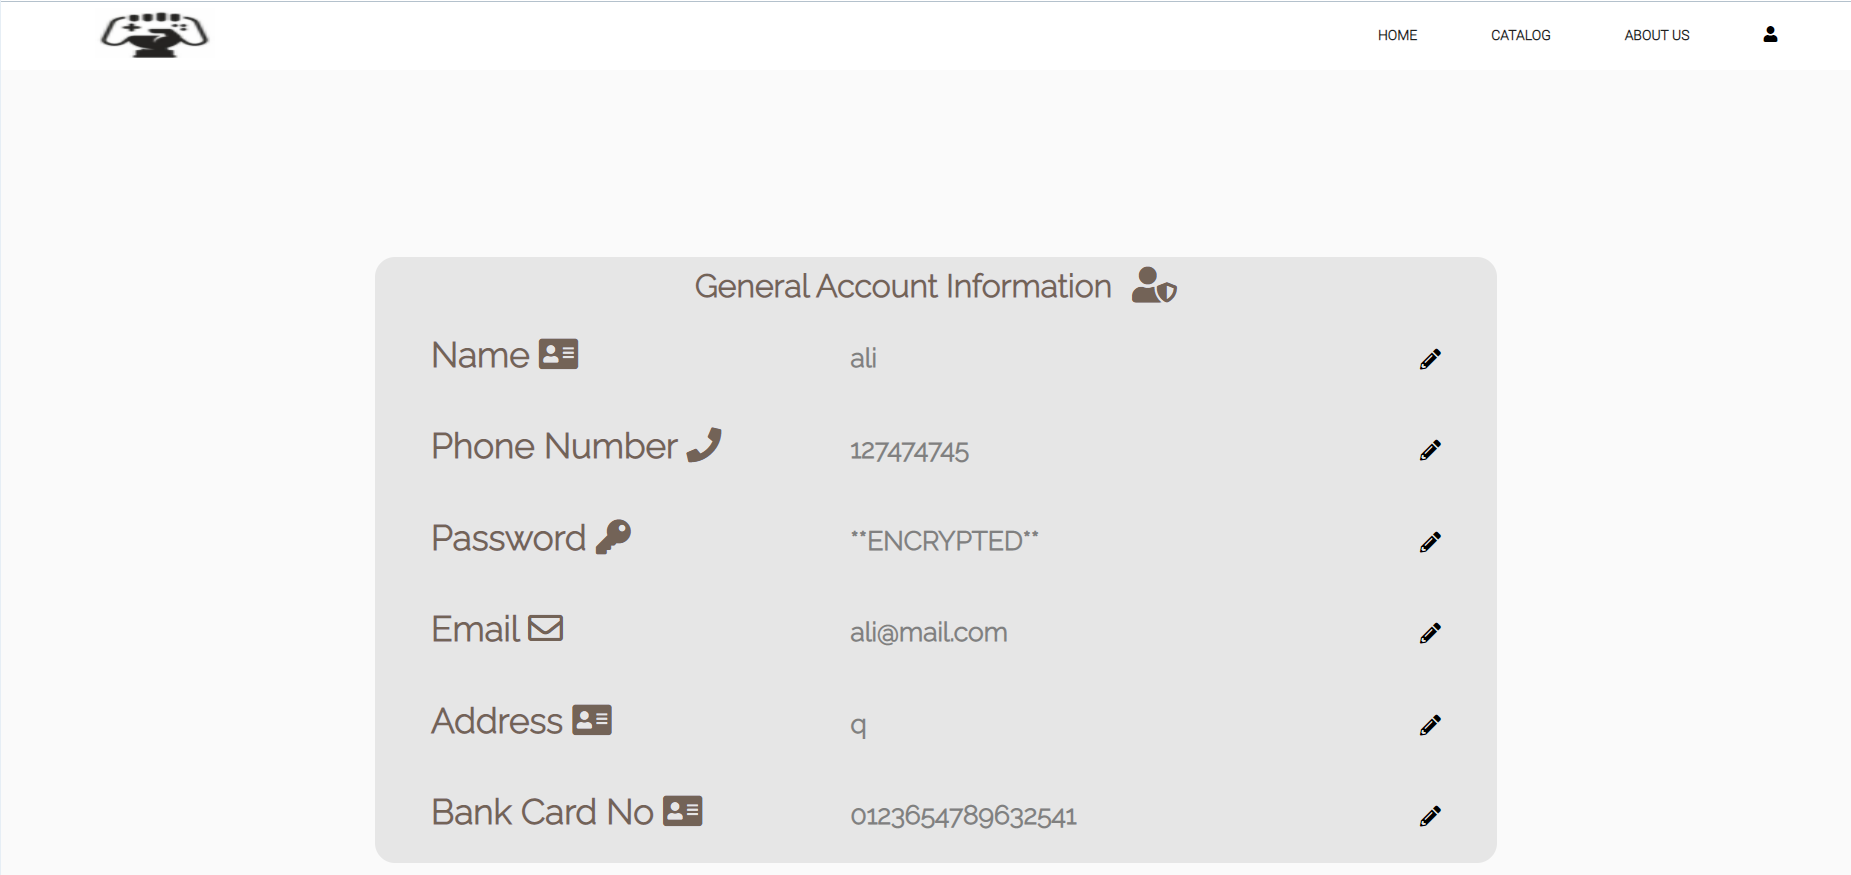 HOME CATALOG ABOUT US
General Account Information
Name ali
Phone Number 127474745
Password **ENCRYPTED**
Email ali@mail.com
Address q
Bank Card No 0123654789632541